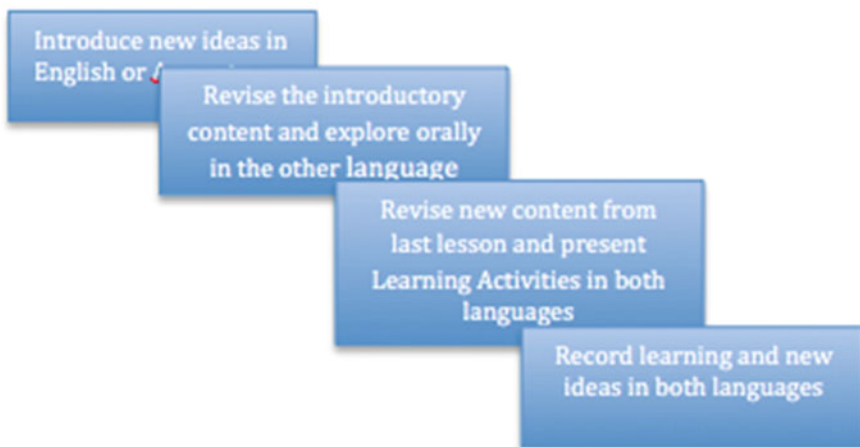 Introduce new ideas in
English or
Revise the introductory
content and explore orally
in the other language
Revise new content from
last lesson and present
Learning Activities in both
languages
Record learning and new
ideas in both languages